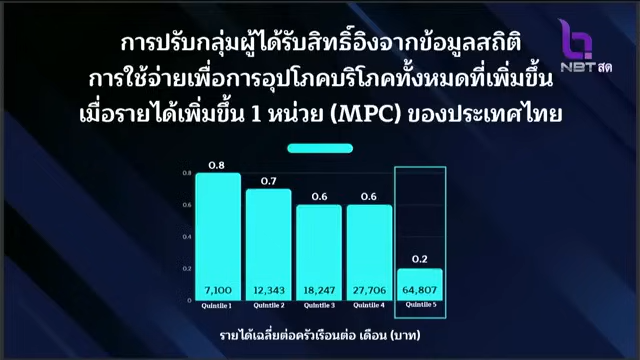 การปรับกลุ่มผู้ได้รับสิทธิ์อิงจากข้อมูลสถิติ
การใช้จ่ายเพื่อการอุปโภคบริโภคทั้งหมดที่เพิ่มขึ้น
เมื่อรายได้เพิ่มขึ้น 1 หน่วย (MPC) ของประเทศไทย
NBT สด
0.8 0.7 0.6 0.6 0.2
0.8
0.6
0.4
0.2
0
7,100 12,343 18,247 27,706 64,807
Quintile 1 Quintile 2 Quintile 3 Quintile 4 Quintile 5
รายได้เฉลี่ยต่อครัวเรือนต่อ เดือน (บาท)